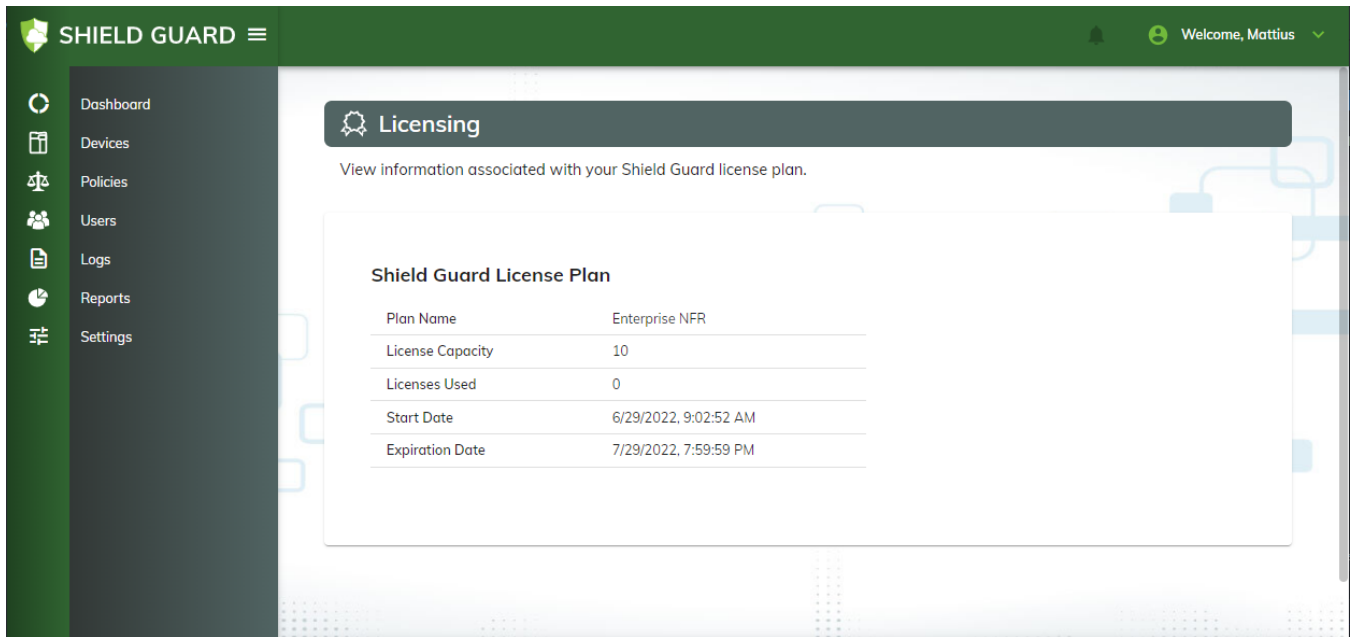 SHIELD GUARD
Welcome, Mattius
Dashboard
Devices
Policies
Users
Logs
Reports
Settings
Licensing
View information associated with your Shield Guard license plan.
Shield Guard License Plan
Plan Name Enterprise NFR
License Capacity 10
Licenses Used 0
Start Date 6/29/2022, 9:02:52 AM
Expiration Date 7/29/2022, 7:59:59 PM